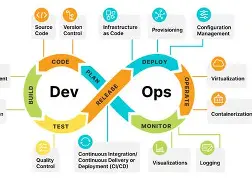 Source
Code
Version
Control
Infrastructure
as Code
Provisioning
Configuration
Management
CODE
PLAN
DEPLOY
BUILD
Dev
RELEASE
Ops
OPERATE
TEST
MONITOR
Virtualization
Containerization
Quality
Control
Continuous Integration/
Continuous Delivery or
Deployment (CI/CD)
Visualizations
Logging